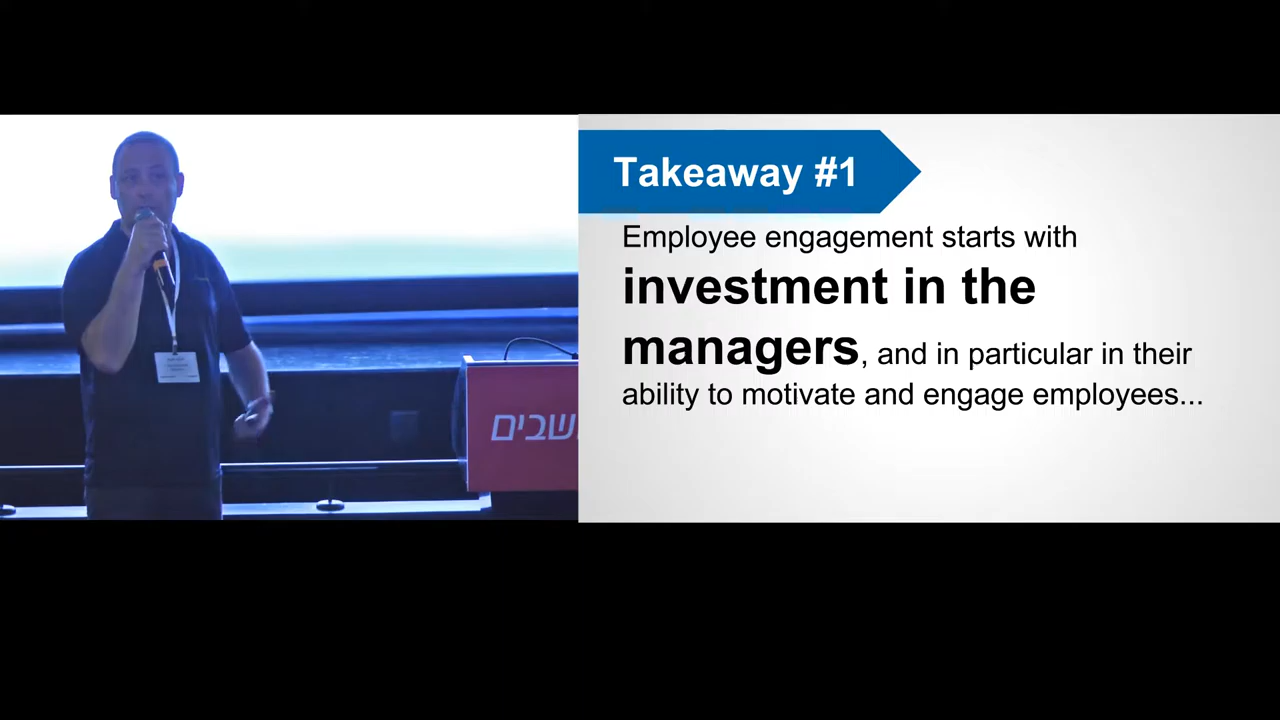 Takeaway #1
Employee engagement starts with
investment in the
managers, and in particular in their
ability to motivate and engage employees...